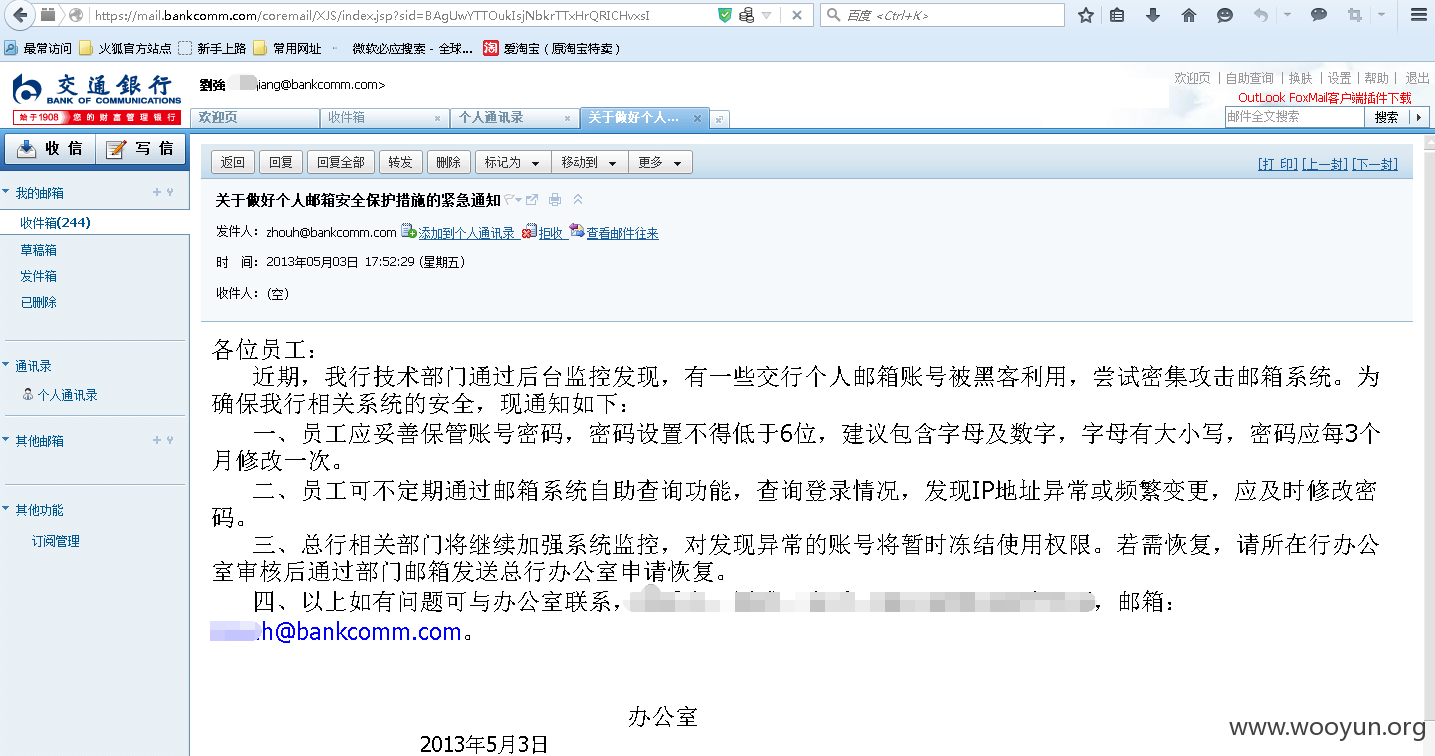 https://mail.bankcomm.com/coremail/XJS/index.jsp?sid=BAgUwYTTOukIsjNbkrTTxHrQRICHvxsI
百度 <Ctrl+K>
最常访问 火狐官方站点 新手上路 常用网址 微软必应搜索 - 全球... 淘 爱淘宝（原淘宝特卖）
交通銀行
BANK OF COMMUNICATIONS
始于1908 您的财富管理银行
劉強 iang@bankcomm.com>
欢迎页 | 自助查询 | 换肤 | 设置 | 帮助 | 退出
OutLook FoxMail客户端插件下载
欢迎页 收件箱 个人通讯录 关于做好个人...
邮件全文搜索 搜索
收 信 写 信
返回 回复 回复全部 转发 删除 标记为 移动到 更多
[打 印] [上一封] [下一封]
我的邮箱
收件箱(244)
草稿箱
发件箱
已删除
通讯录
个人通讯录
其他邮箱
其他功能
订阅管理
关于做好个人邮箱安全保护措施的紧急通知
发件人：zhouh@bankcomm.com 添加到个人通讯录 拒收 查看邮件往来
时 间：2013年05月03日 17:52:29 (星期五)
收件人：(空)
各位员工：
近期，我行技术部门通过后台监控发现，有一些交行个人邮箱账号被黑客利用，尝试密集攻击邮箱系统。为
确保我行相关系统的安全，现通知如下：
一、员工应妥善保管账号密码，密码设置不得低于6位，建议包含字母及数字，字母有大小写，密码应每3个
月修改一次。
二、员工可不定期通过邮箱系统自助查询功能，查询登录情况，发现IP地址异常或频繁变更，应及时修改密
码。
三、总行相关部门将继续加强系统监控，对发现异常的账号将暂时冻结使用权限。若需恢复，请所在行办公
室审核后通过部门邮箱发送总行办公室申请恢复。
四、以上如有问题可与办公室联系， ，邮箱：
h@bankcomm.com。
办公室
2013年5月3日
www.wooyun.org